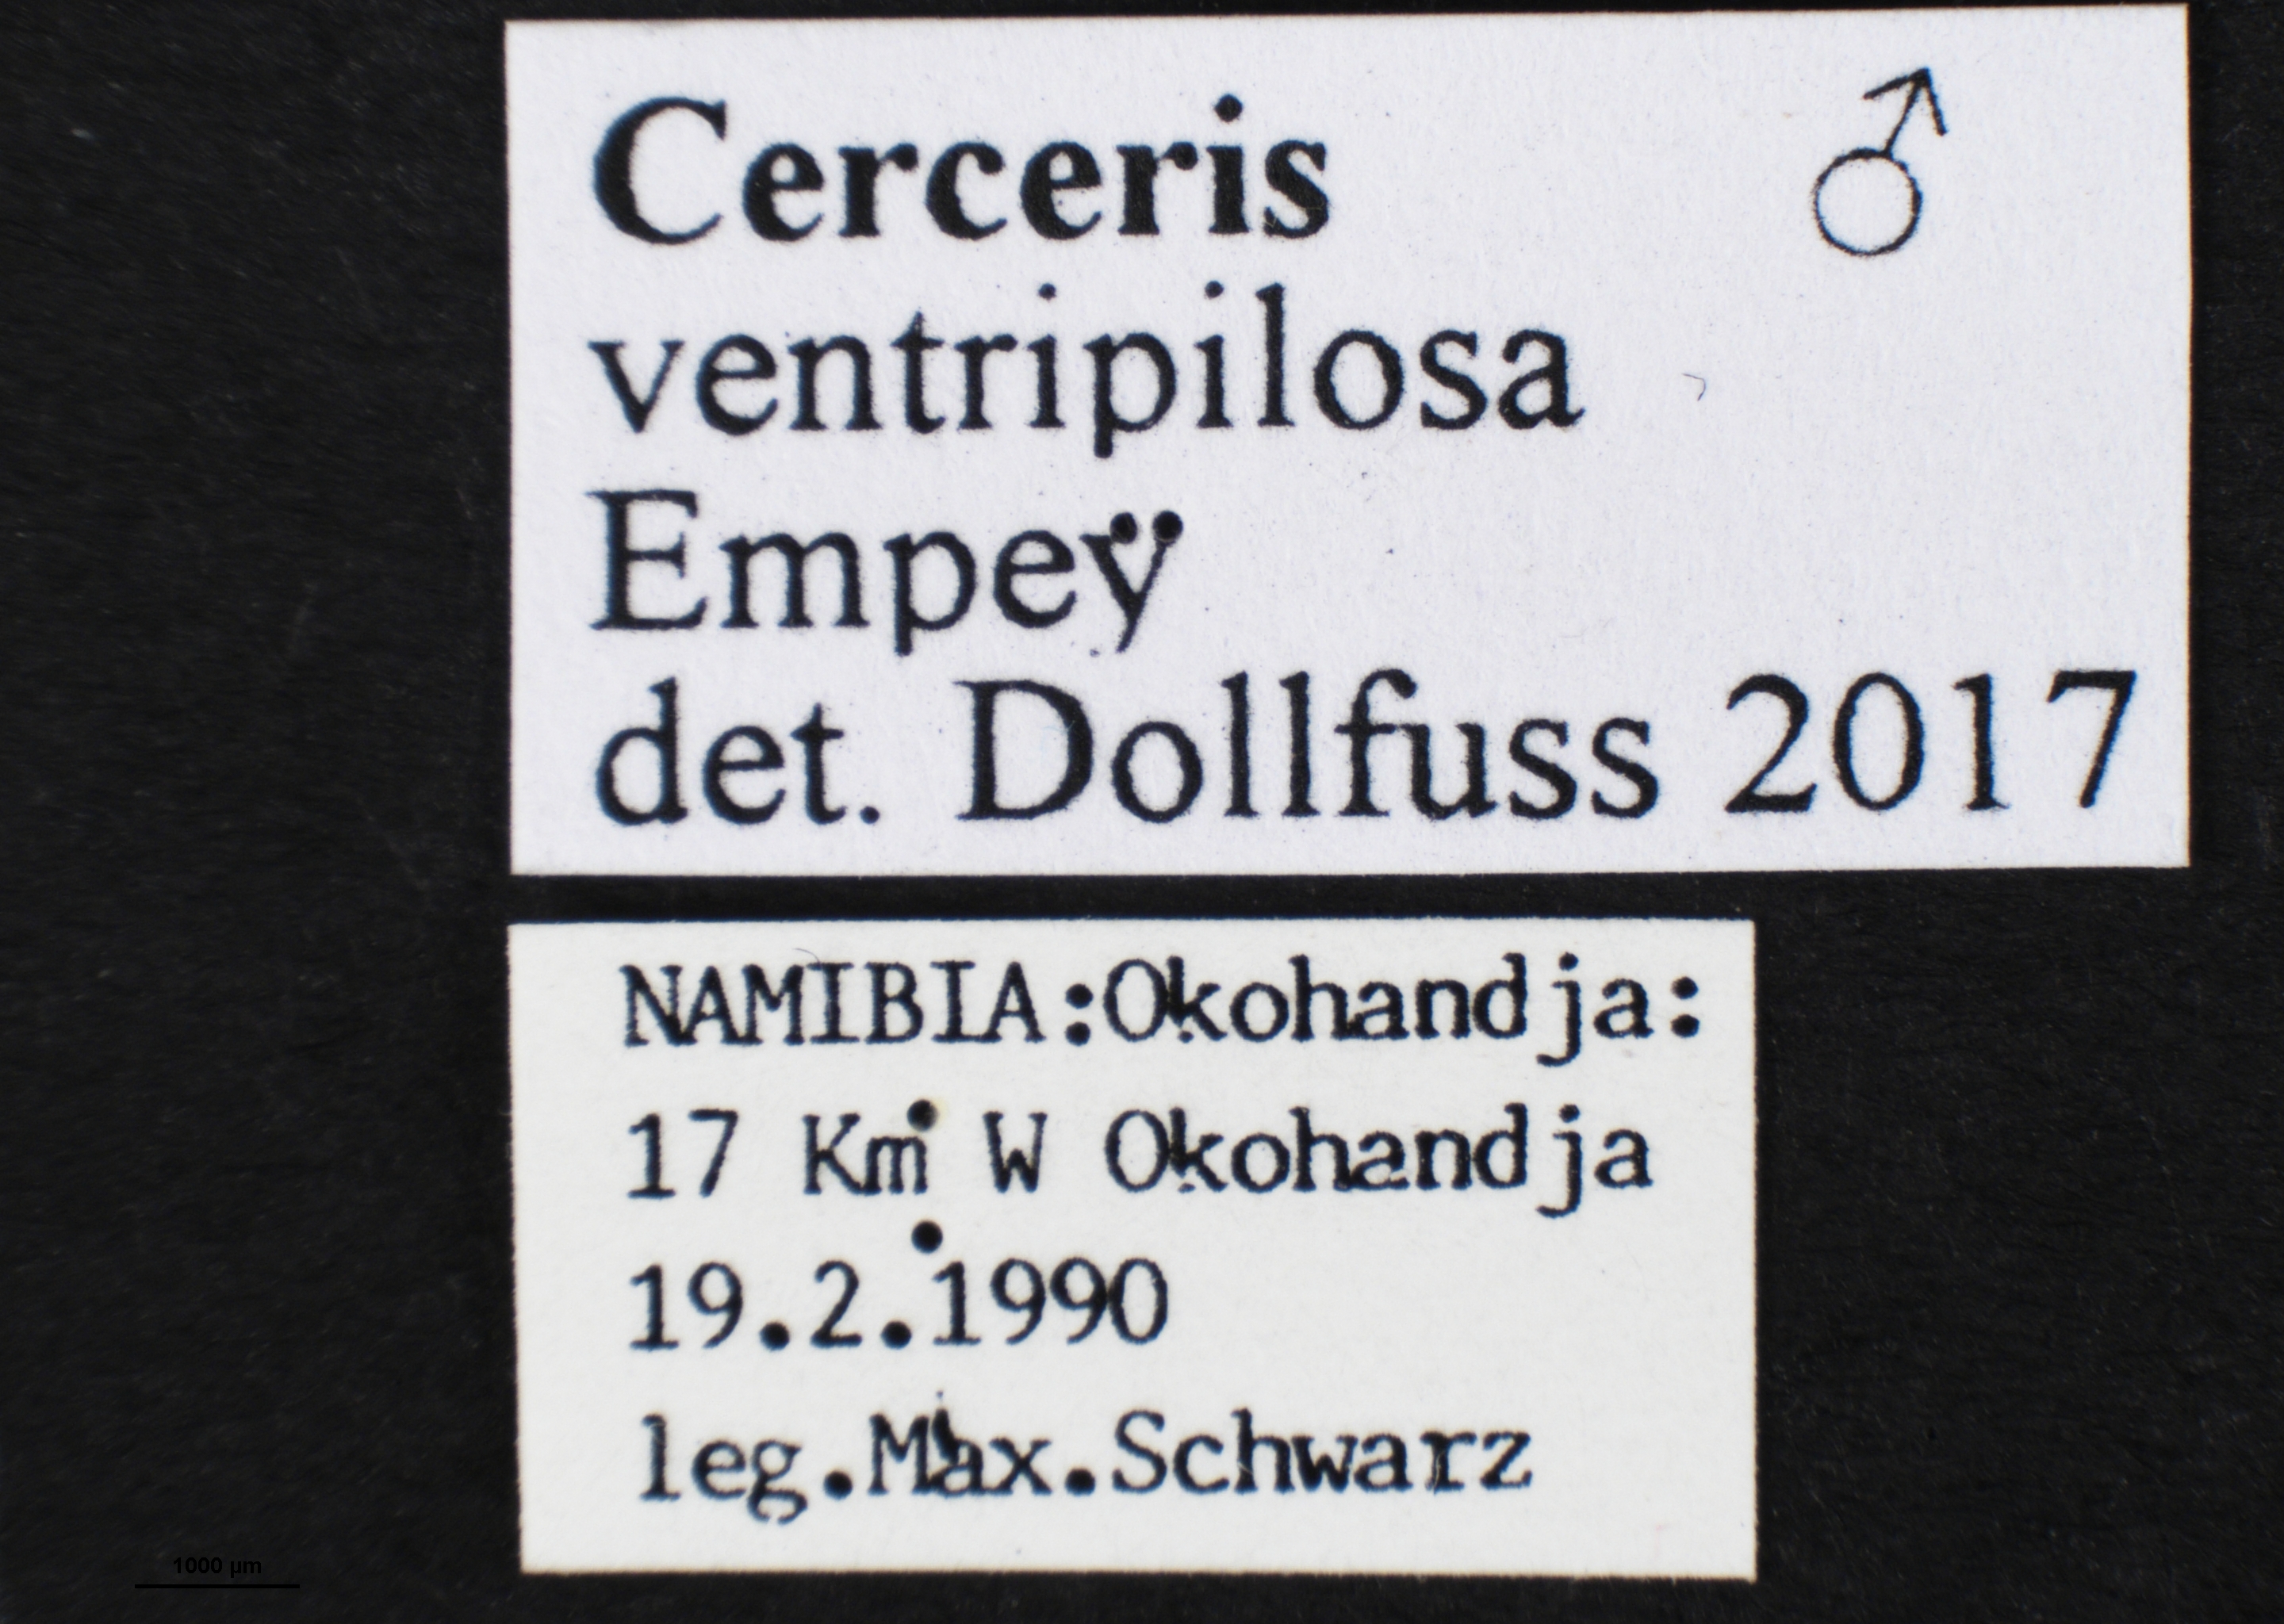 Cerceris ♂
ventripilosa
Empey
det. Dollfuss 2017
NAMIBIA:Okohandja:
17 Km W Okohandja
19.2.1990
leg.Max.Schwarz
1000 µm